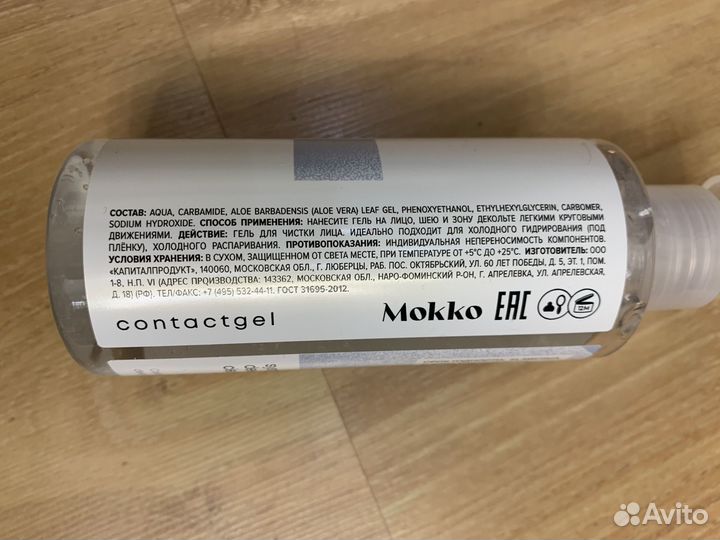 СОСТАВ: AQUA, CARBAMIDE, ALOE BARBADENSIS (ALOE VERA) LEAF GEL, PHENOXYETHANOL, ETHYLHEXYLGLYCERIN, CARBOMER,
SODIUM HYDROXIDE. СПОСОБ ПРИМЕНЕНИЯ: НАНЕСИТЕ ГЕЛЬ НА ЛИЦО, ШЕЮ И ЗОНУ ДЕКОЛЬТЕ ЛЕГКИМИ КРУГОВЫМИ
ДВИЖЕНИЯМИ. ДЕЙСТВИЕ: ГЕЛЬ ДЛЯ ЧИСТКИ ЛИЦА. ИДЕАЛЬНО ПОДХОДИТ ДЛЯ ХОЛОДНОГО ГИДРИРОВАНИЯ (ПОД
ПЛЁНКУ), ХОЛОДНОГО РАСПАРИВАНИЯ. ПРОТИВОПОКАЗАНИЯ: ИНДИВИДУАЛЬНАЯ НЕПЕРЕНОСИМОСТЬ КОМПОНЕНТОВ.
УСЛОВИЯ ХРАНЕНИЯ: В СУХОМ, ЗАЩИЩЕННОМ ОТ СВЕТА МЕСТЕ, ПРИ ТЕМПЕРАТУРЕ ОТ +5°С ДО +25°С. ИЗГОТОВИТЕЛЬ: ООО
«КАПИТАЛПРОДУКТ», 140060, МОСКОВСКАЯ ОБЛ., Г. ЛЮБЕРЦЫ, РАБ. ПОС. ОКТЯБРЬСКИЙ, УЛ. 60 ЛЕТ ПОБЕДЫ, Д. 5, ЭТ. 1, ПОМ.
1-8, Н.П. VI (АДРЕС ПРОИЗВОДСТВА: 143362, МОСКОВСКАЯ ОБЛ., НАРО-ФОМИНСКИЙ Р-ОН, Г. АПРЕЛЕВКА, УЛ. АПРЕЛЕВСКАЯ,
Д. 18) (РФ). ТЕЛ/ФАКС: +7 (495) 532-44-11. ГОСТ 31695-2012.
contactgel
Mokko EAC
12M
Avito